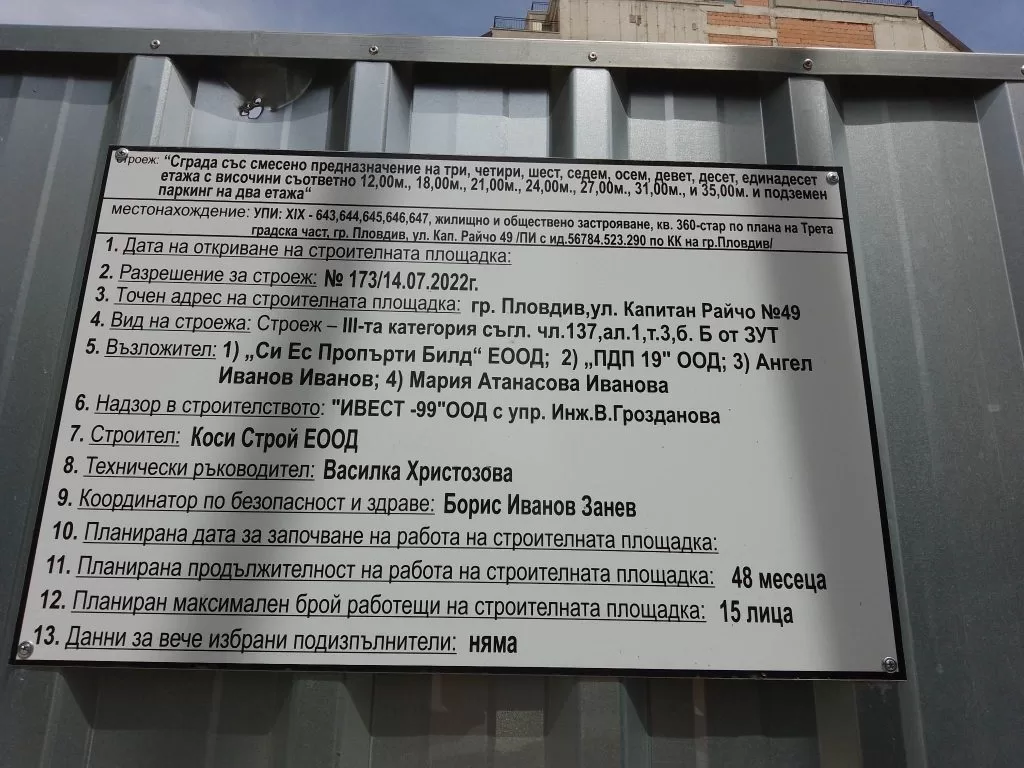 Строеж: "Сграда със смесено предназначение на три, четири, шест, седем, осем, девет, десет, единадесет
етажа с височини съответно 12,00м., 18,00м., 21,00м., 24,00м., 27,00м., 31,00м., и 35,00м. и подземен
паркинг на два етажа"
местонахождение: УПИ: XIX - 643,644,645,646,647, жилищно и обществено застрояване, кв. 360-стар по плана на Трета
градска част, гр. Пловдив, ул. Кап. Райчо 49 /ПИ с ид.56784.523.290 по КК на гр.Пловдив/
1. Дата на откриване на строителната площадка:
2. Разрешение за строеж: № 173/14.07.2022г.
3. Точен адрес на строителната площадка: гр. Пловдив,ул. Капитан Райчо №49
4. Вид на строежа: Строеж – III-та категория съгл. чл.137,ал.1,т.3,б. Б от ЗУТ
5. Възложител: 1) „Си Ес Пропърти Билд" ЕООД; 2) „ПДП 19" ООД; 3) Ангел
Иванов Иванов; 4) Мария Атанасова Иванова
6. Надзор в строителството: "ИВЕСТ -99"ООД с упр. Инж.В.Грозданова
7. Строител: Коси Строй ЕООД
8. Технически ръководител: Василка Христозова
9. Координатор по безопасност и здраве: Борис Иванов Занев
10. Планирана дата за започване на работа на строителната площадка:
11. Планирана продължителност на работа на строителната площадка: 48 месеца
12. Планиран максимален брой работещи на строителната площадка: 15 лица
13. Данни за вече избрани подизпълнители: няма